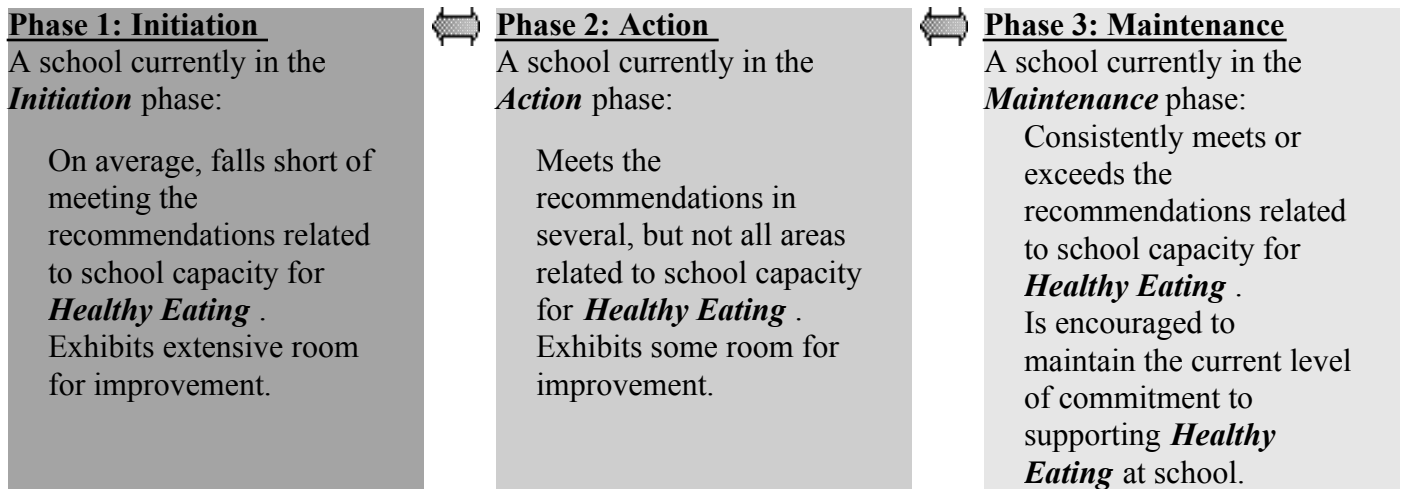 Phase 1: Initiation
A school currently in the
Initiation phase:
On average, falls short of
meeting the
recommendations related
to school capacity for
Healthy Eating .
Exhibits extensive room
for improvement.
Phase 2: Action
A school currently in the
Action phase:
Meets the
recommendations in
several, but not all areas
related to school capacity
for Healthy Eating .
Exhibits some room for
improvement.
Phase 3: Maintenance
A school currently in the
Maintenance phase:
Consistently meets or
exceeds the
recommendations related
to school capacity for
Healthy Eating .
Is encouraged to
maintain the current level
of commitment to
supporting Healthy
Eating at school.